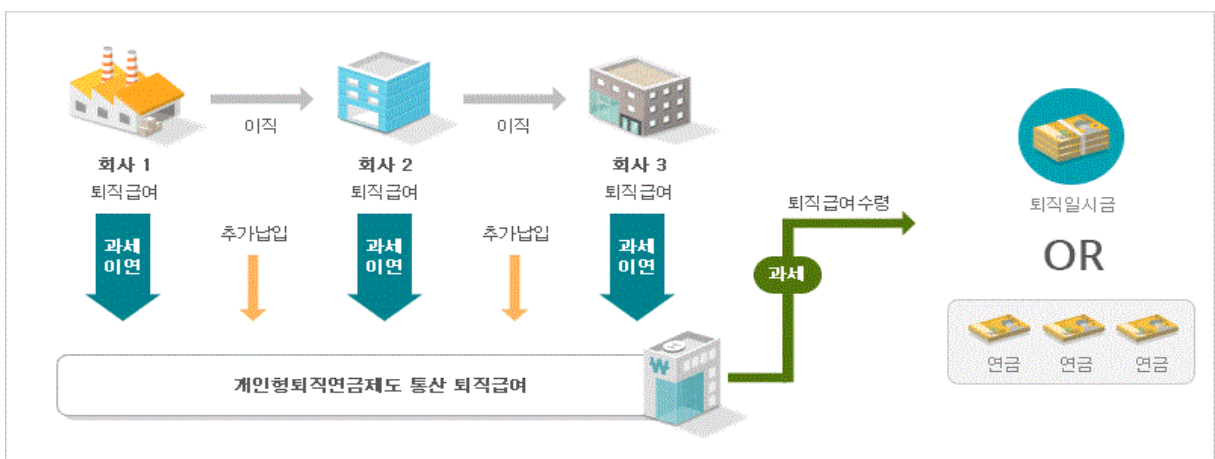 이직
이직
회사 1
퇴직급여
회사 2
퇴직급여
회사 3
퇴직급여
과세
이연
추가납입
과세
이연
추가납입
과세
이연
개인형퇴직연금제도 통산 퇴직급여
₩
과세
퇴직급여수령
퇴직일시금
OR
연금
연금
연금